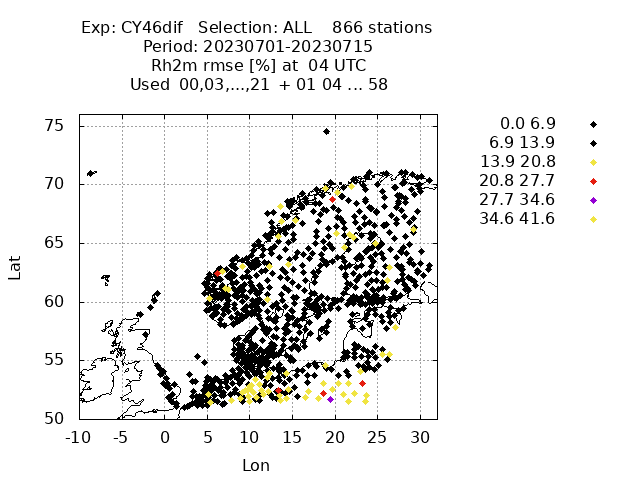 Exp: CY46dif   Selection: ALL    866 stations
Period: 20230701-20230715
Rh2m rmse [%] at  04 UTC
Used  00,03,...,21 + 01 04 ... 58
0.0 6.9
6.9 13.9
13.9 20.8
20.8 27.7
27.7 34.6
34.6 41.6
75
70
65
60
55
50
Lat
-10 -5 0 5 10 15 20 25 30
Lon